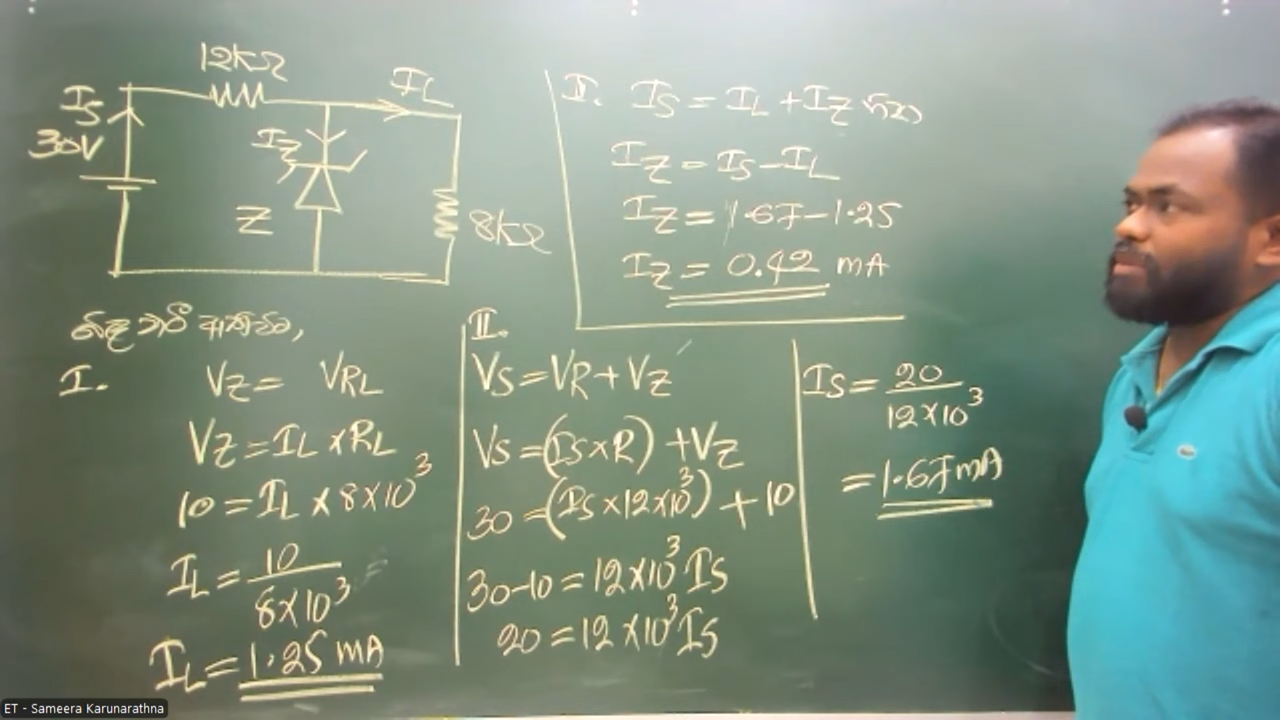 12kΩ
IL
IS
30V
IZ
Z
8kΩ
I.
VZ = VRL
VZ = IL × RL
10 = IL × 8×10³
IL = 10 / 8×10³
IL = 1.25 mA
II.
VS = VR + VZ
VS = (IS × R) + VZ
30 = (IS × 12×10³) + 10
30-10 = 12×10³ IS
20 = 12×10³ IS
IS = 20 / 12×10³
= 1.67 mA
II. IS = IL + IZ නිසා
IZ = IS - IL
IZ = 1.67 - 1.25
IZ = 0.42 mA
ET - Sameera Karunarathna